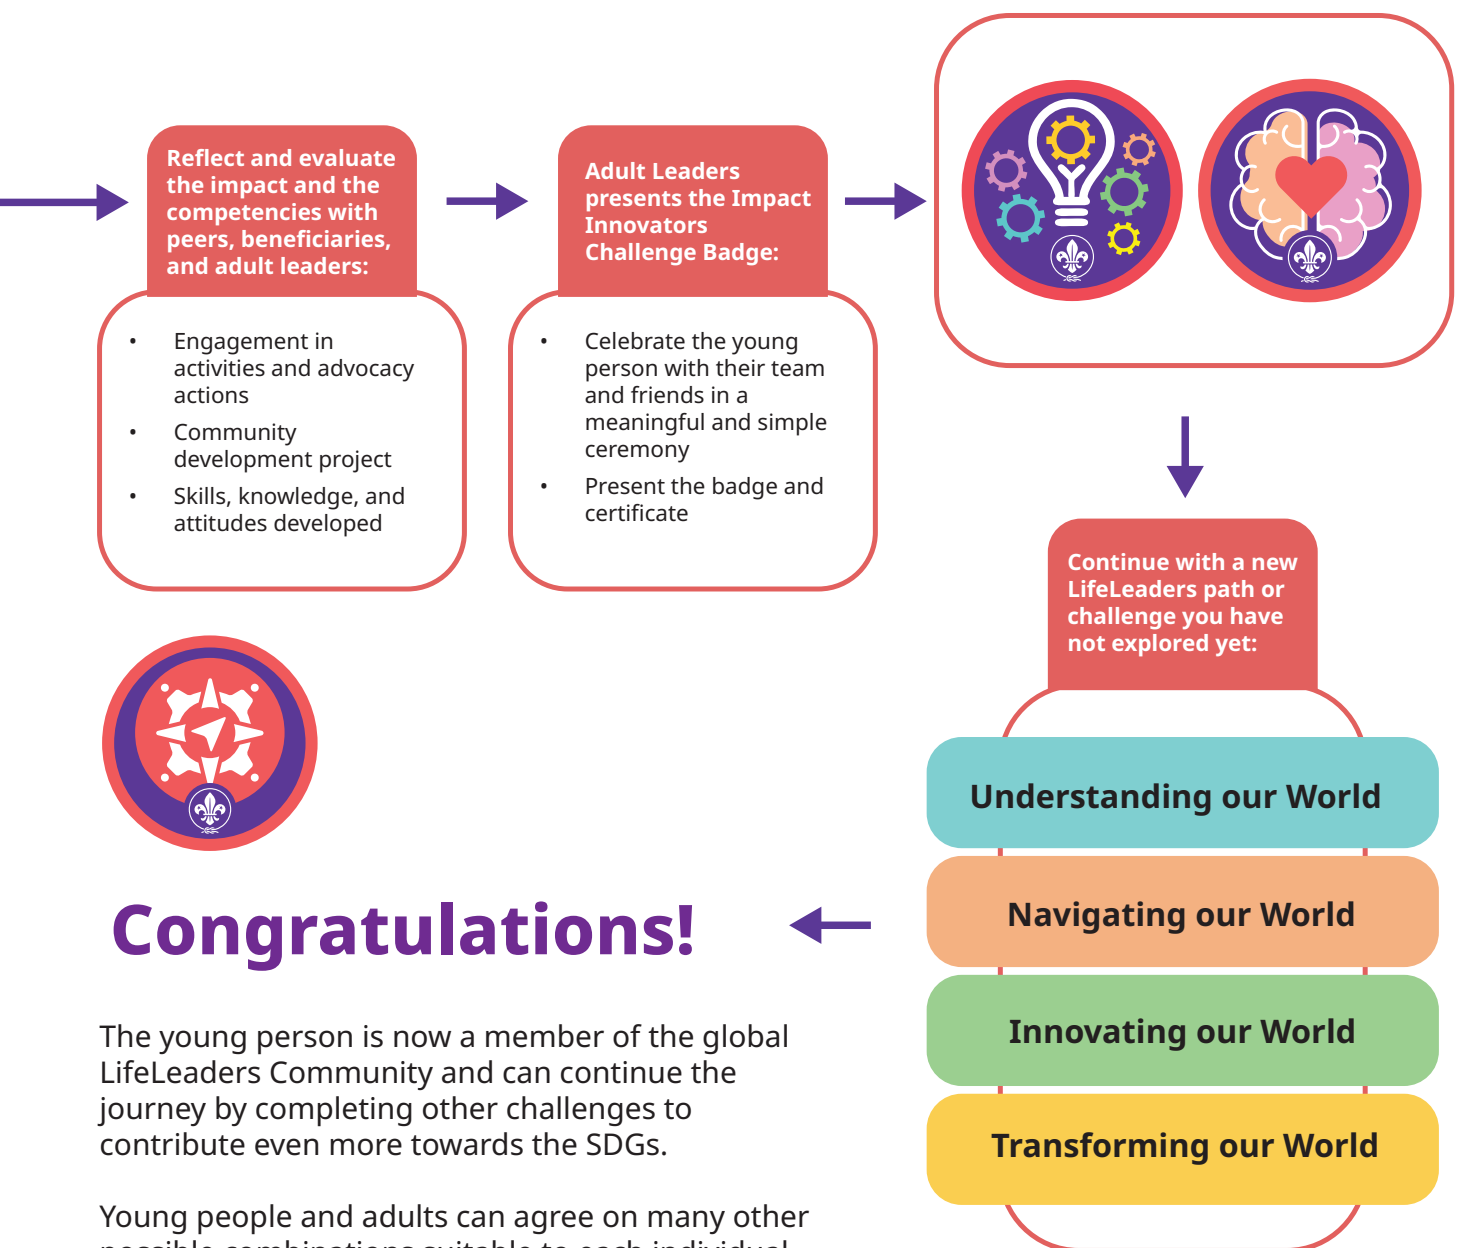 Reflect and evaluate
the impact and the
competencies with
peers, beneficiaries,
and adult leaders:
• Engagement in
activities and advocacy
actions
• Community
development project
• Skills, knowledge, and
attitudes developed
Adult Leaders
presents the Impact
Innovators
Challenge Badge:
• Celebrate the young
person with their team
and friends in a
meaningful and simple
ceremony
• Present the badge and
certificate
Continue with a new
LifeLeaders path or
challenge you have
not explored yet:
Understanding our World
Navigating our World
Innovating our World
Transforming our World
Congratulations!
The young person is now a member of the global
LifeLeaders Community and can continue the
journey by completing other challenges to
contribute even more towards the SDGs.
Young people and adults can agree on many other
possible combinations suitable to each individual